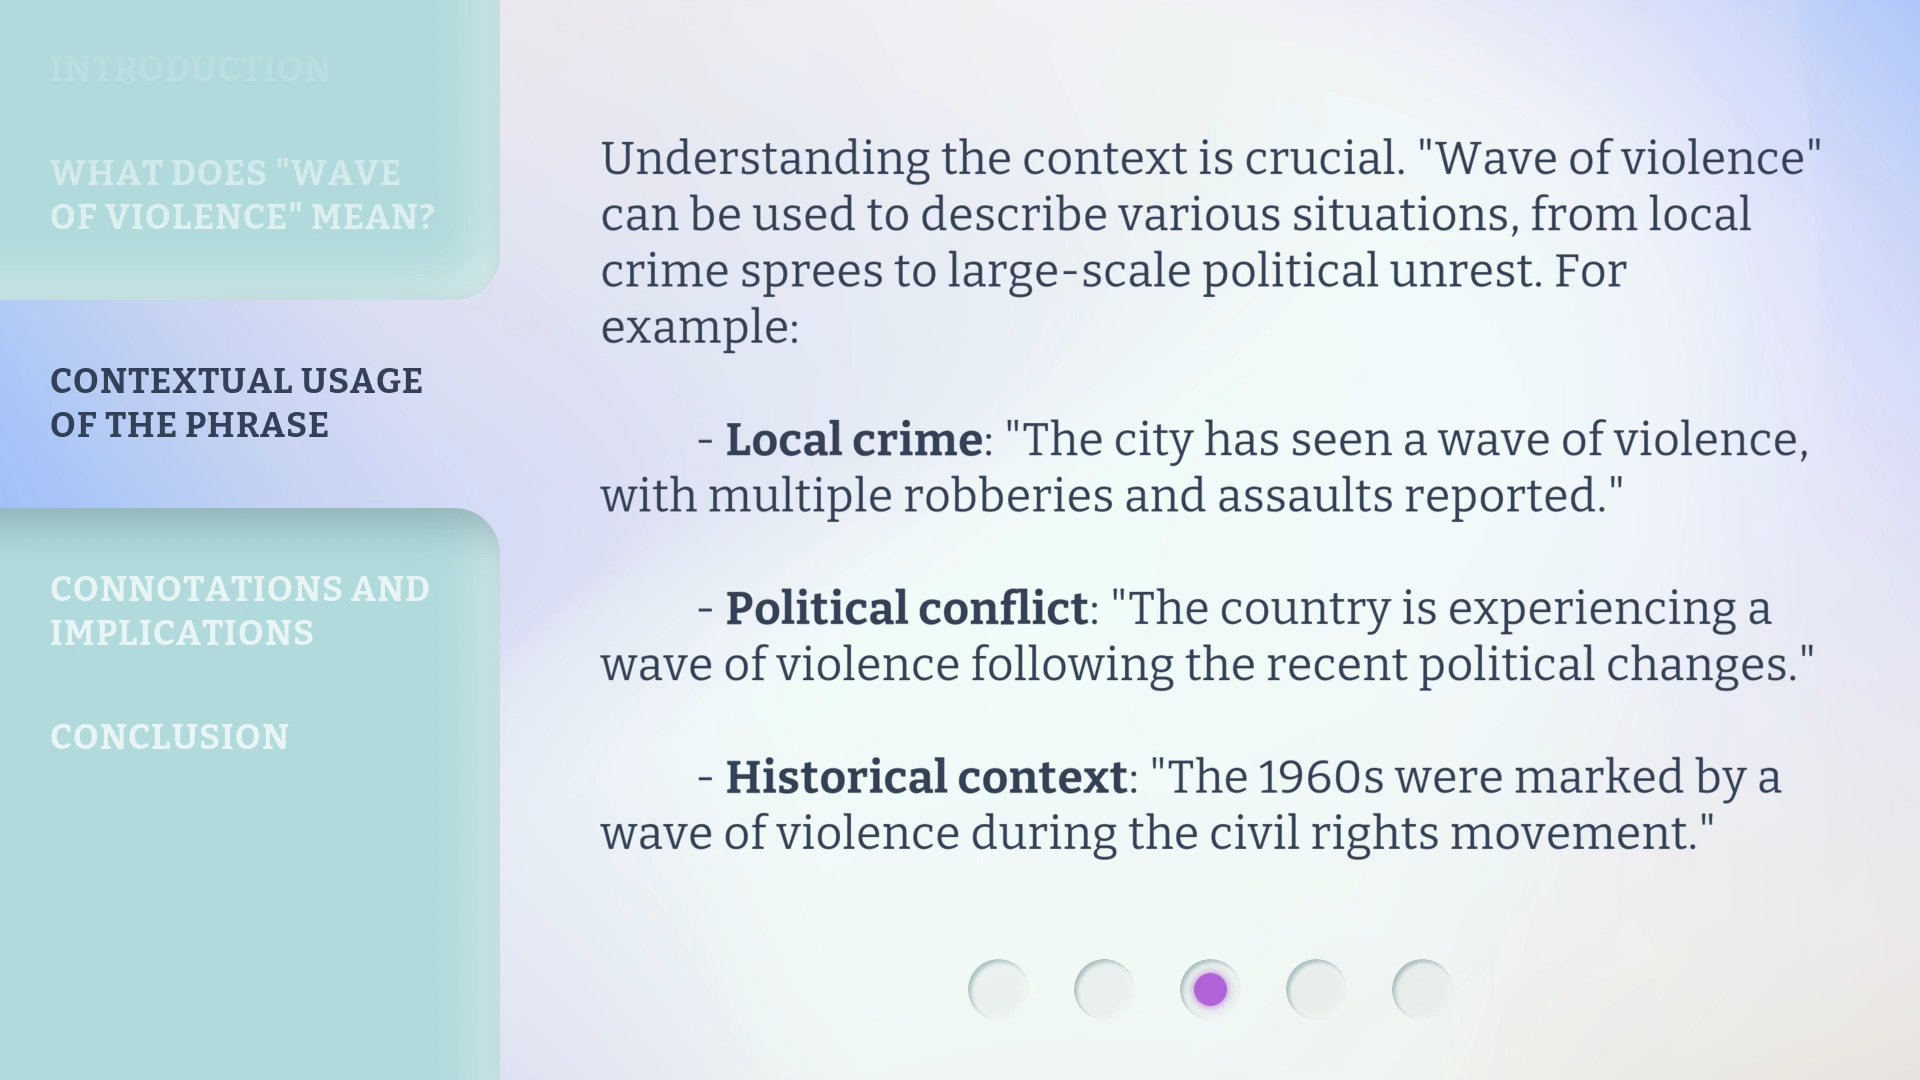 INTRODUCTION
WHAT DOES "WAVE
OF VIOLENCE" MEAN?
CONTEXTUAL USAGE
OF THE PHRASE
CONNOTATIONS AND
IMPLICATIONS
CONCLUSION
Understanding the context is crucial. "Wave of violence"
can be used to describe various situations, from local
crime sprees to large-scale political unrest. For
example:
- Local crime: "The city has seen a wave of violence,
with multiple robberies and assaults reported."
- Political conflict: "The country is experiencing a
wave of violence following the recent political changes."
- Historical context: "The 1960s were marked by a
wave of violence during the civil rights movement."